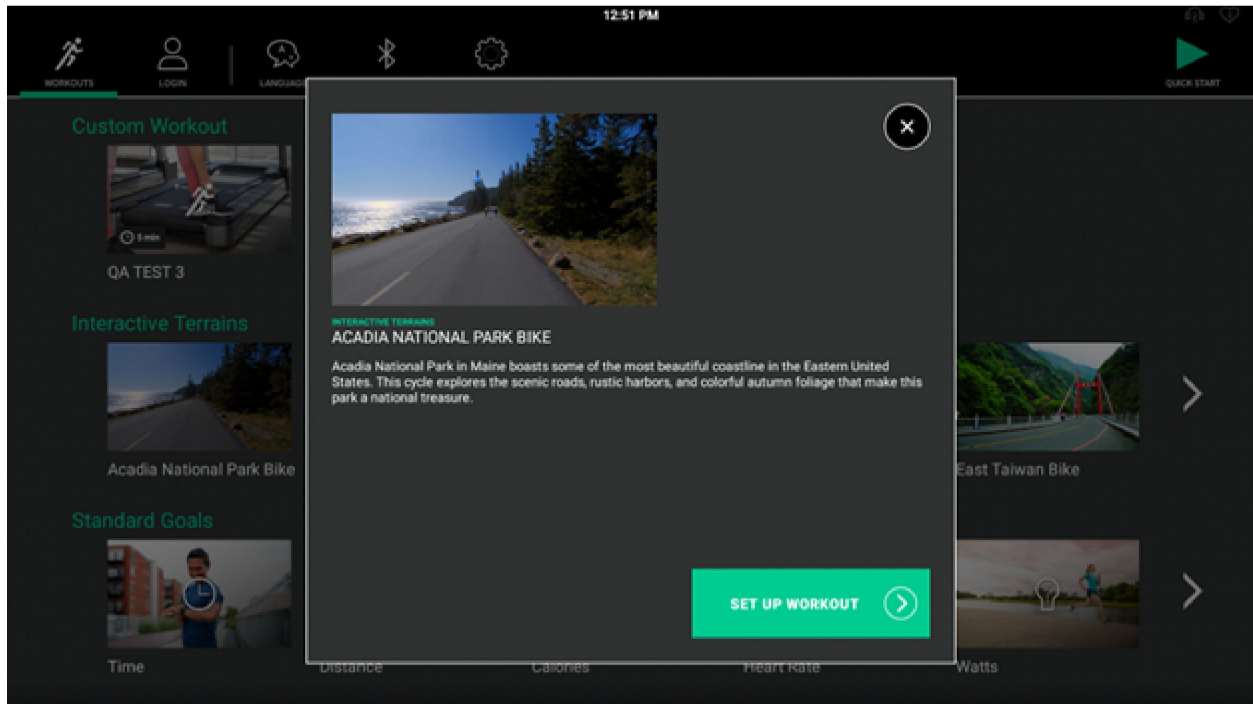 12:51 PM
WORKOUTS
LOGIN
LANGUAG
QUICK START
Custom Workout
5 min
QA TEST 3
Interactive Terrains
Acadia National Park Bike
East Taiwan Bike
Standard Goals
Time
Distance
Calories
Heart Rate
Watts
INTERACTIVE TERRAINS
ACADIA NATIONAL PARK BIKE
Acadia National Park in Maine boasts some of the most beautiful coastline in the Eastern United
States. This cycle explores the scenic roads, rustic harbors, and colorful autumn foliage that make this
park a national treasure.
SET UP WORKOUT